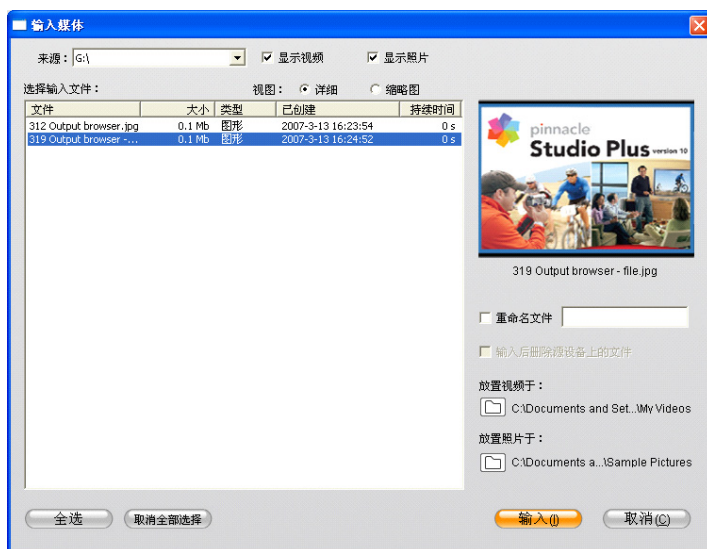 输入媒体
来源： G:\ 显示视频 显示照片
选择输入文件： 视图： 详细 缩略图
文件 大小 类型 已创建 持续时间
312 Output browser.jpg 0.1 Mb 图形 2007-3-13 16:23:54 0 s
319 Output browser -... 0.1 Mb 图形 2007-3-13 16:24:52 0 s
pinnacle
Studio Plus version 10
319 Output browser - file.jpg
重命名文件
输入后删除源设备上的文件
放置视频于：
C:\Documents and Set...\My Videos
放置照片于：
C:\Documents a...\Sample Pictures
全选 取消全部选择 输入(I) 取消(C)